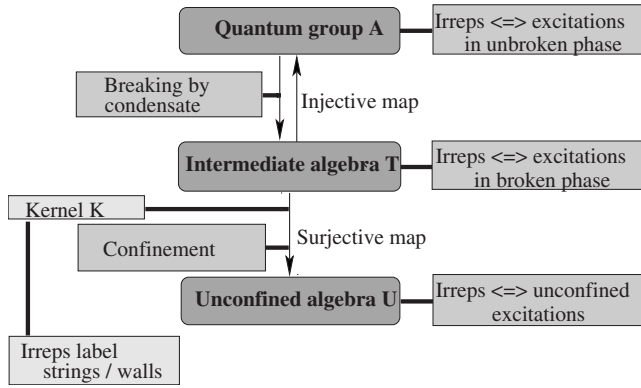 Quantum group A
Irreps <=> excitations
in unbroken phase
Breaking by
condensate
Injective map
Intermediate algebra T
Irreps <=> excitations
in broken phase
Kernel K
Confinement
Surjective map
Unconfined algebra U
Irreps <=> unconfined
excitations
Irreps label
strings / walls